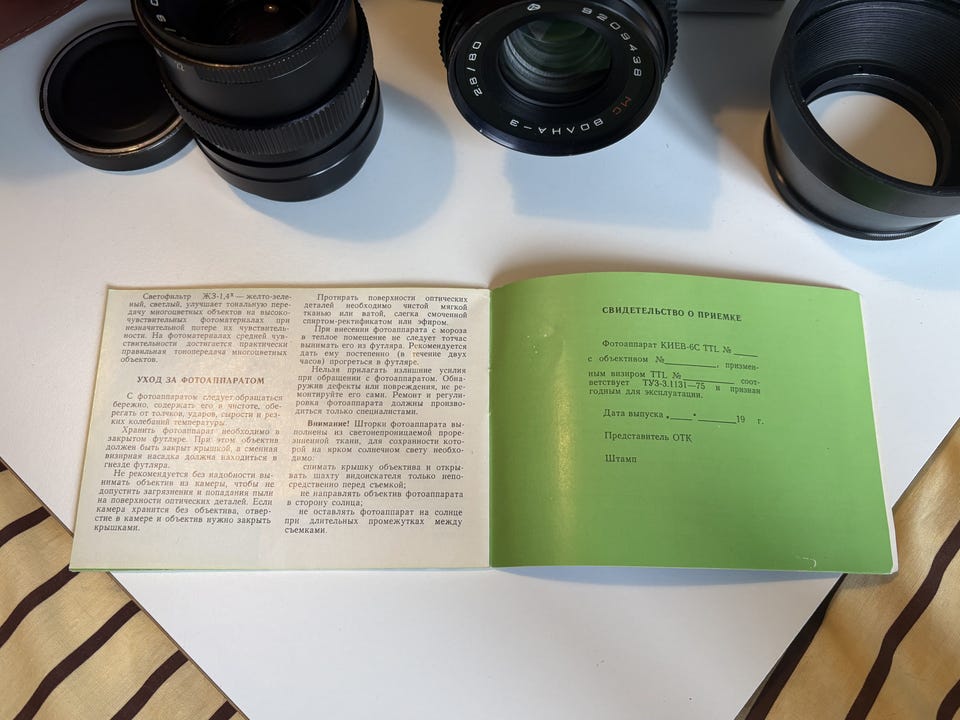 28/80
9209438
МС ВОЛНА-3
Светофильтр ЖЗ-1,4× — желто-зеле-
ный, светлый, улучшает тональную пере-
дачу многоцветных объектов на высоко-
чувствительных фотоматериалах при
незначительной потере их чувствитель-
ности. На фотоматериалах средней чув-
ствительности достигается практически
правильная тонопередача многоцветных
объектов.
УХОД ЗА ФОТОАППАРАТОМ
С фотоаппаратом следует обращаться
бережно, содержать его в чистоте, обе-
регать от толчков, ударов, сырости и рез-
ких колебаний температуры.
Хранить фотоаппарат необходимо в
закрытом футляре. При этом объектив
должен быть закрыт крышкой, а сменная
визирная насадка должна находиться в
гнезде футляра.
Не рекомендуется без надобности вы-
нимать объектив из камеры, чтобы не
допустить загрязнения и попадания пыли
на поверхности оптических деталей. Если
камера хранится без объектива, отвер-
стие в камере и объектив нужно закрыть
крышками.
Протирать поверхности оптических
деталей необходимо чистой мягкой
тканью или ватой, слегка смоченной
спиртом-ректификатом или эфиром.
При внесении фотоаппарата с мороза
в теплое помещение не следует тотчас
вынимать его из футляра. Рекомендуется
дать ему постепенно (в течение двух
часов) прогреться в футляре.
Нельзя прилагать излишние усилия
при обращении с фотоаппаратом. Обна-
ружив дефекты или повреждения, не ре-
монтируйте его сами. Ремонт и регули-
ровка фотоаппарата должны произво-
диться только специалистами.
Внимание! Шторки фотоаппарата вы-
полнены из светонепроницаемой проре-
зиненной ткани, для сохранности кото-
рой на ярком солнечном свету необхо-
димо:
снимать крышку объектива и откры-
вать шахту видоискателя только непо-
средственно перед съемкой;
не направлять объектив фотоаппарата
в сторону солнца;
не оставлять фотоаппарат на солнце
при длительных промежутках между
съемками.
СВИДЕТЕЛЬСТВО О ПРИЕМКЕ
Фотоаппарат КИЕВ-6С TTL № ____
с объективом №_________, призмен-
ным визиром TTL №_________ соот-
ветствует ТУЗ-3.1131—75 и признан
годным для эксплуатации.
Дата выпуска „____"_______19 г.
Представитель ОТК
Штамп